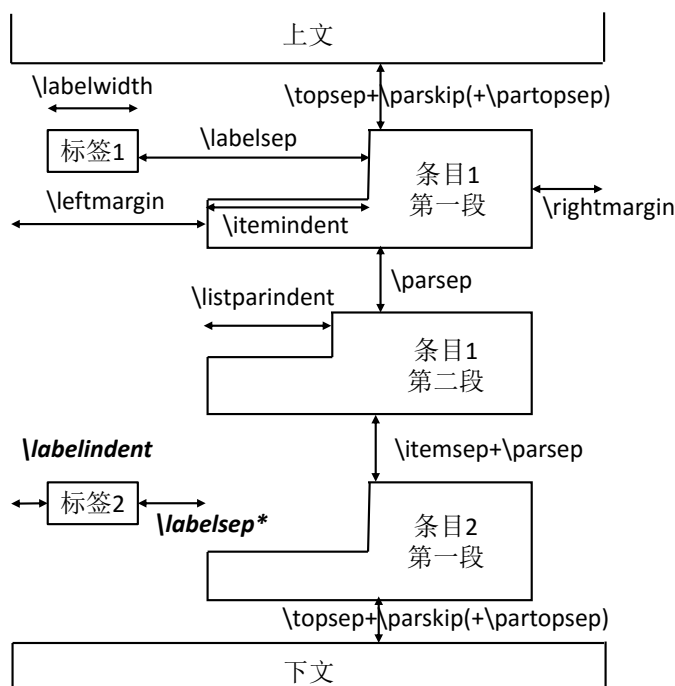 上文
\labelwidth
\topsep+\parskip(+\partopsep)
标签1
\labelsep
条目1
第一段
\leftmargin
\itemindent
\rightmargin
\parsep
\listparindent
条目1
第二段
\labelindent
\itemsep+\parsep
标签2
\labelsep*
条目2
第一段
\topsep+\parskip(+\partopsep)
下文